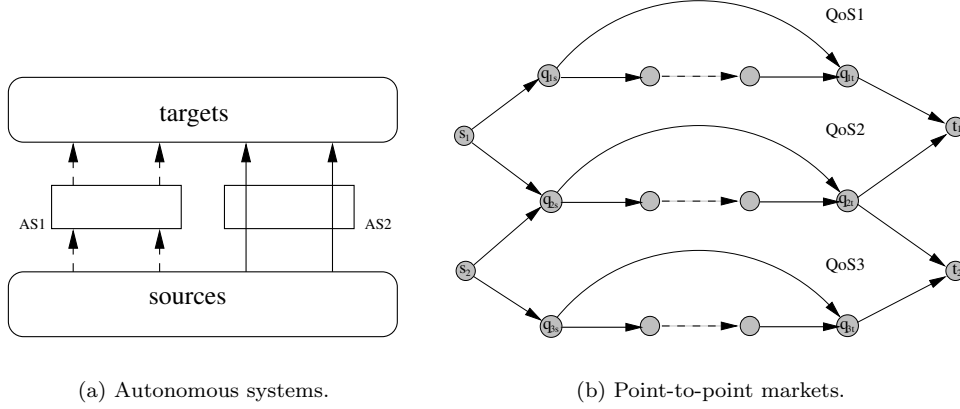 targets
AS1
AS2
sources
(a) Autonomous systems.
QoS1
q1s
q1t
s1
t1
QoS2
q2s
q2t
s2
t2
QoS3
q3s
q3t
(b) Point-to-point markets.